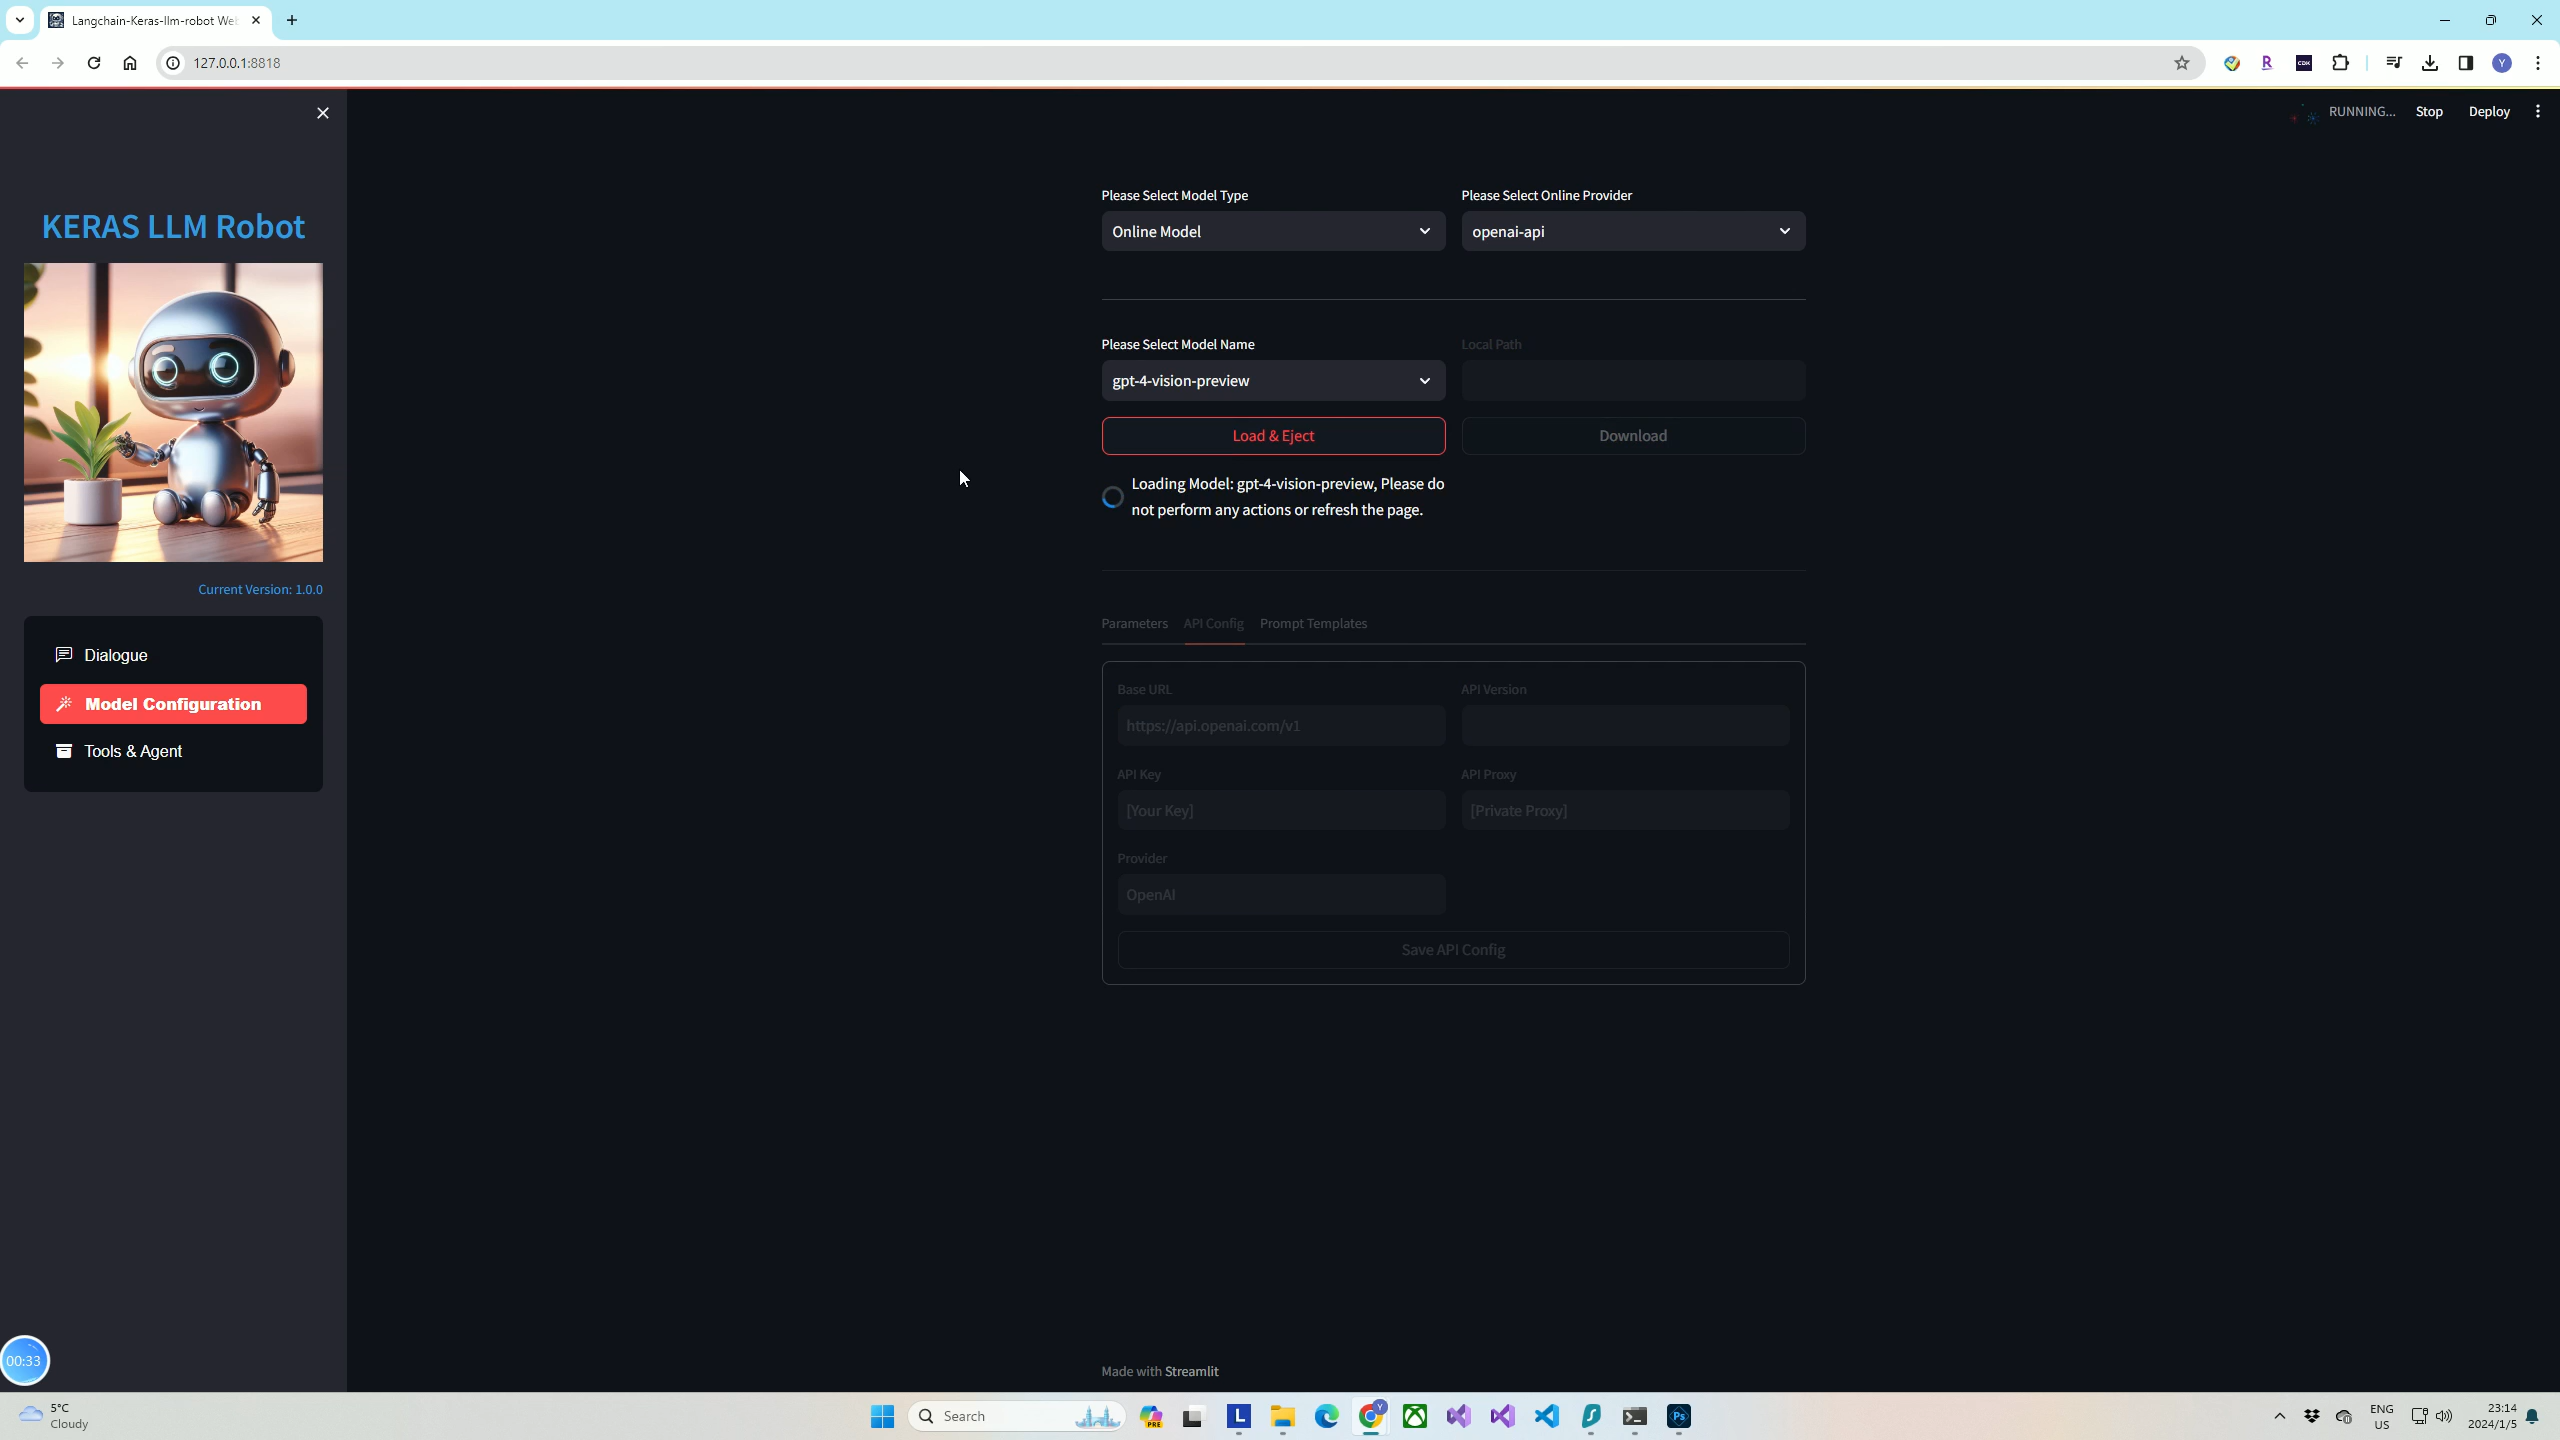 Langchain-Keras-llm-robot We
127.0.0.1:8818
RUNNING...
Stop
Deploy
KERAS LLM Robot
Current Version: 1.0.0
Dialogue
Model Configuration
Tools & Agent
Please Select Model Type
Please Select Online Provider
Online Model
openai-api
Please Select Model Name
Local Path
gpt-4-vision-preview
Load & Eject
Download
Loading Model: gpt-4-vision-preview, Please do
not perform any actions or refresh the page.
Parameters
API Config
Prompt Templates
Base URL
API Version
https://api.openai.com/v1
API Key
API Proxy
[Your Key]
[Private Proxy]
Provider
OpenAI
Save API Config
Made with Streamlit
00:33
5°C
Cloudy
Search
PRE
L
Ps
ENG
US
23:14
2024/1/5
R
CDK
Y
Y